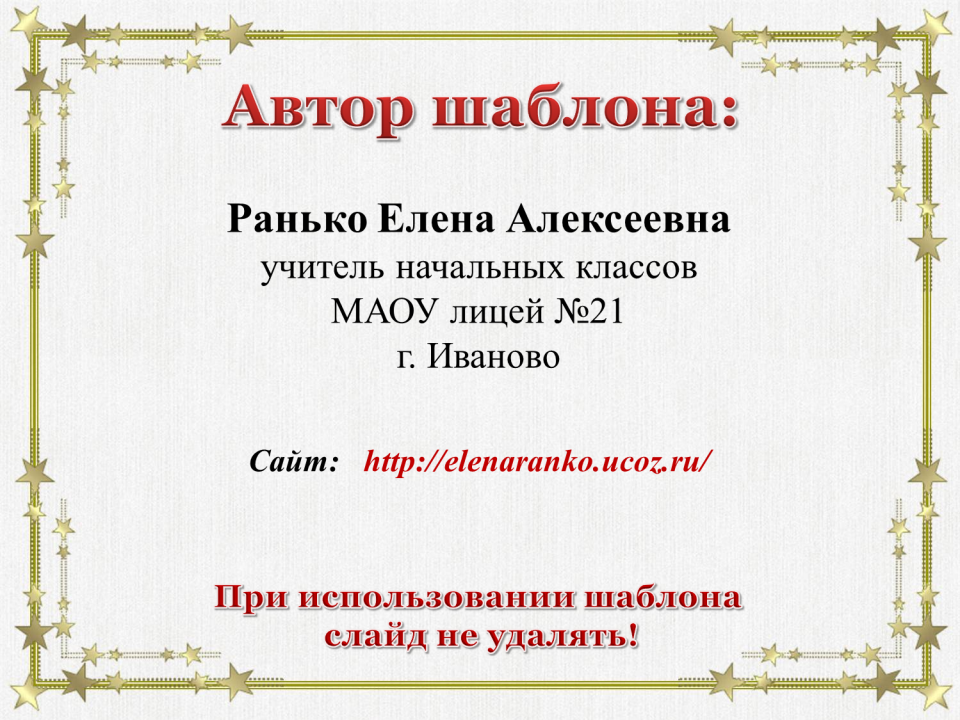 Автор шаблона:
Ранько Елена Алексеевна
учитель начальных классов
МАОУ лицей №21
г. Иваново
Сайт: http://elenaranko.ucoz.ru/
При использовании шаблона
слайд не удалять!